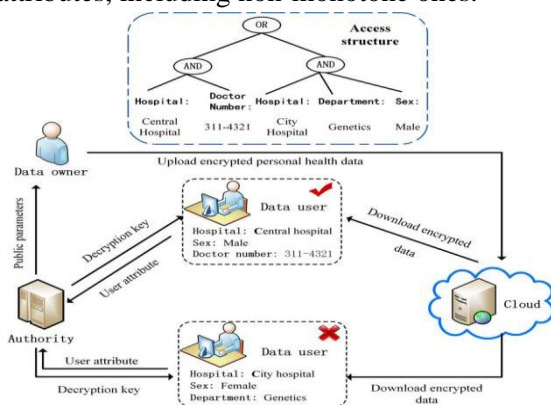 attributes, including non-monotone ones.
OR
Access
structure
AND AND
Hospital: Doctor Number: Hospital: Department: Sex:
Central Hospital 311-4321 City Hospital Genetics Male
Data owner
Upload encrypted personal health data
Public parameters
Decryption key
User attribute
Data user
Hospital: Central hospital
Sex: Male
Doctor number: 311-4321
Download encrypted
data
Authority
Cloud
User attribute
Decryption key
Data user
Hospital: City hospital
Sex: Female
Department: Genetics
Download encrypted
data